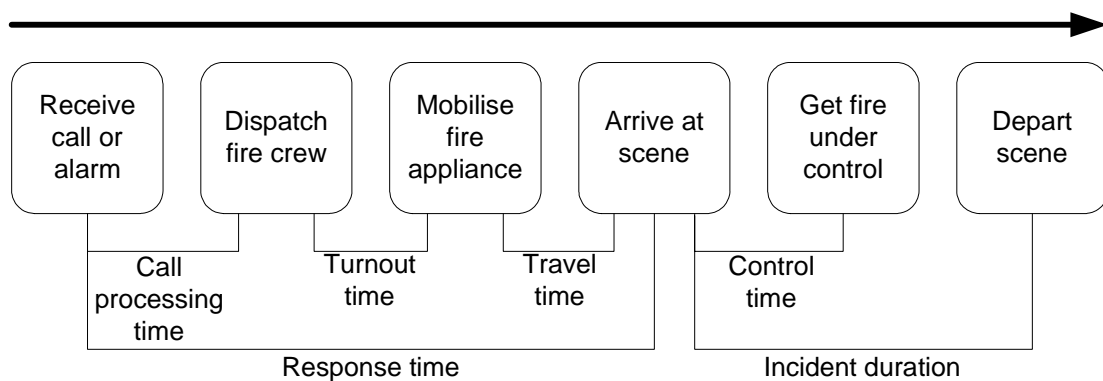 Receive
call or
alarm
Dispatch
fire crew
Mobilise
fire
appliance
Arrive at
scene
Get fire
under
control
Depart
scene
Call
processing
time
Turnout
time
Travel
time
Control
time
Response time
Incident duration